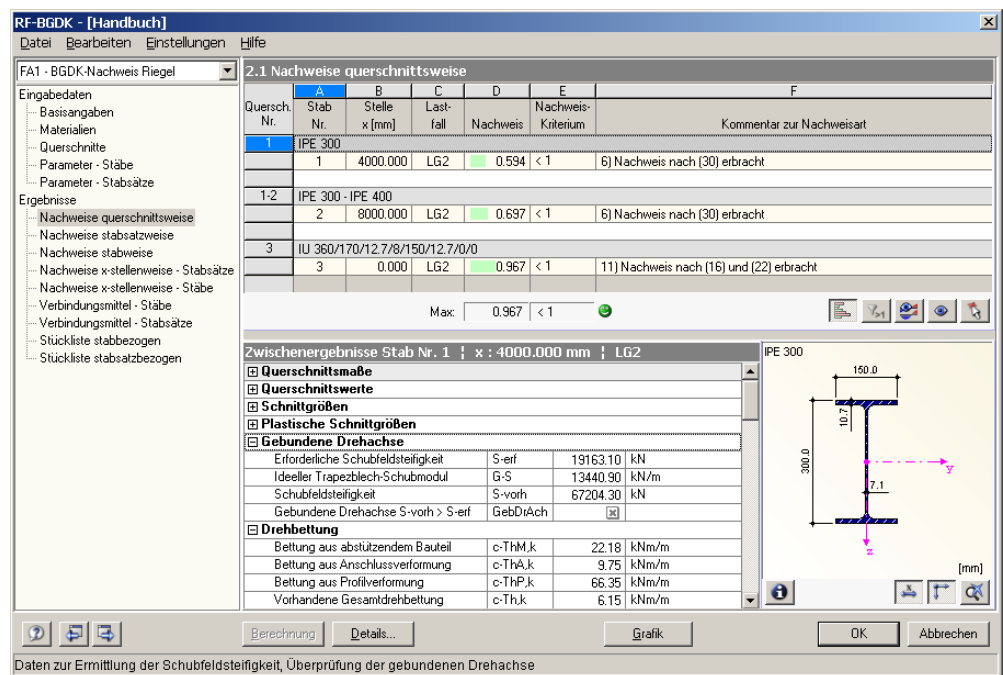 RF-BGDK - [Handbuch]
Datei Bearbeiten Einstellungen Hilfe
FA1 - BGDK-Nachweis Riegel
Eingabedaten
Basisangaben
Materialien
Querschnitte
Parameter - Stäbe
Parameter - Stabsätze
Ergebnisse
Nachweise querschnittsweise
Nachweise stabsatzweise
Nachweise stabweise
Nachweise x-stellenweise - Stabsätze
Nachweise x-stellenweise - Stäbe
Verbindungsmittel - Stäbe
Verbindungsmittel - Stabsätze
Stückliste stabbezogen
Stückliste stabsatzbezogen
2.1 Nachweise querschnittsweise
A B C D E F
Quersch. Stab Stelle Last- Nachweis-
Nr. Nr. x [mm] fall Nachweis Kriterium Kommentar zur Nachweisart
1 IPE 300
1 4000.000 LG2 0.594 < 1 6) Nachweis nach (30) erbracht
1-2 IPE 300 - IPE 400
2 8000.000 LG2 0.697 < 1 6) Nachweis nach (30) erbracht
3 IU 360/170/12.7/8/150/12.7/0/0
3 0.000 LG2 0.967 < 1 11) Nachweis nach (16) und (22) erbracht
Max: 0.967 < 1
Zwischenergebnisse Stab Nr. 1 ¦ x : 4000.000 mm ¦ LG2
Querschnittsmaße
Querschnittswerte
Schnittgrößen
Plastische Schnittgrößen
Gebundene Drehachse
Erforderliche Schubfeldsteifigkeit S-erf 19163.10 kN
Ideeller Trapezblech-Schubmodul G-S 13440.90 kN/m
Schubfeldsteifigkeit S-vorh 67204.30 kN
Gebundene Drehachse S-vorh > S-erf GebDrAch
Drehbettung
Bettung aus abstützendem Bauteil c-ThM,k 22.18 kNm/m
Bettung aus Anschlussverformung c-ThA,k 9.75 kNm/m
Bettung aus Profilverformung c-ThP,k 66.35 kNm/m
Vorhandene Gesamtdrehbettung c-Th,k 6.15 kNm/m
IPE 300
150.0
10.7
300.0
7.1
y
z
[mm]
Berechnung Details... Grafik OK Abbrechen
Daten zur Ermittlung der Schubfeldsteifigkeit, Überprüfung der gebundenen Drehachse